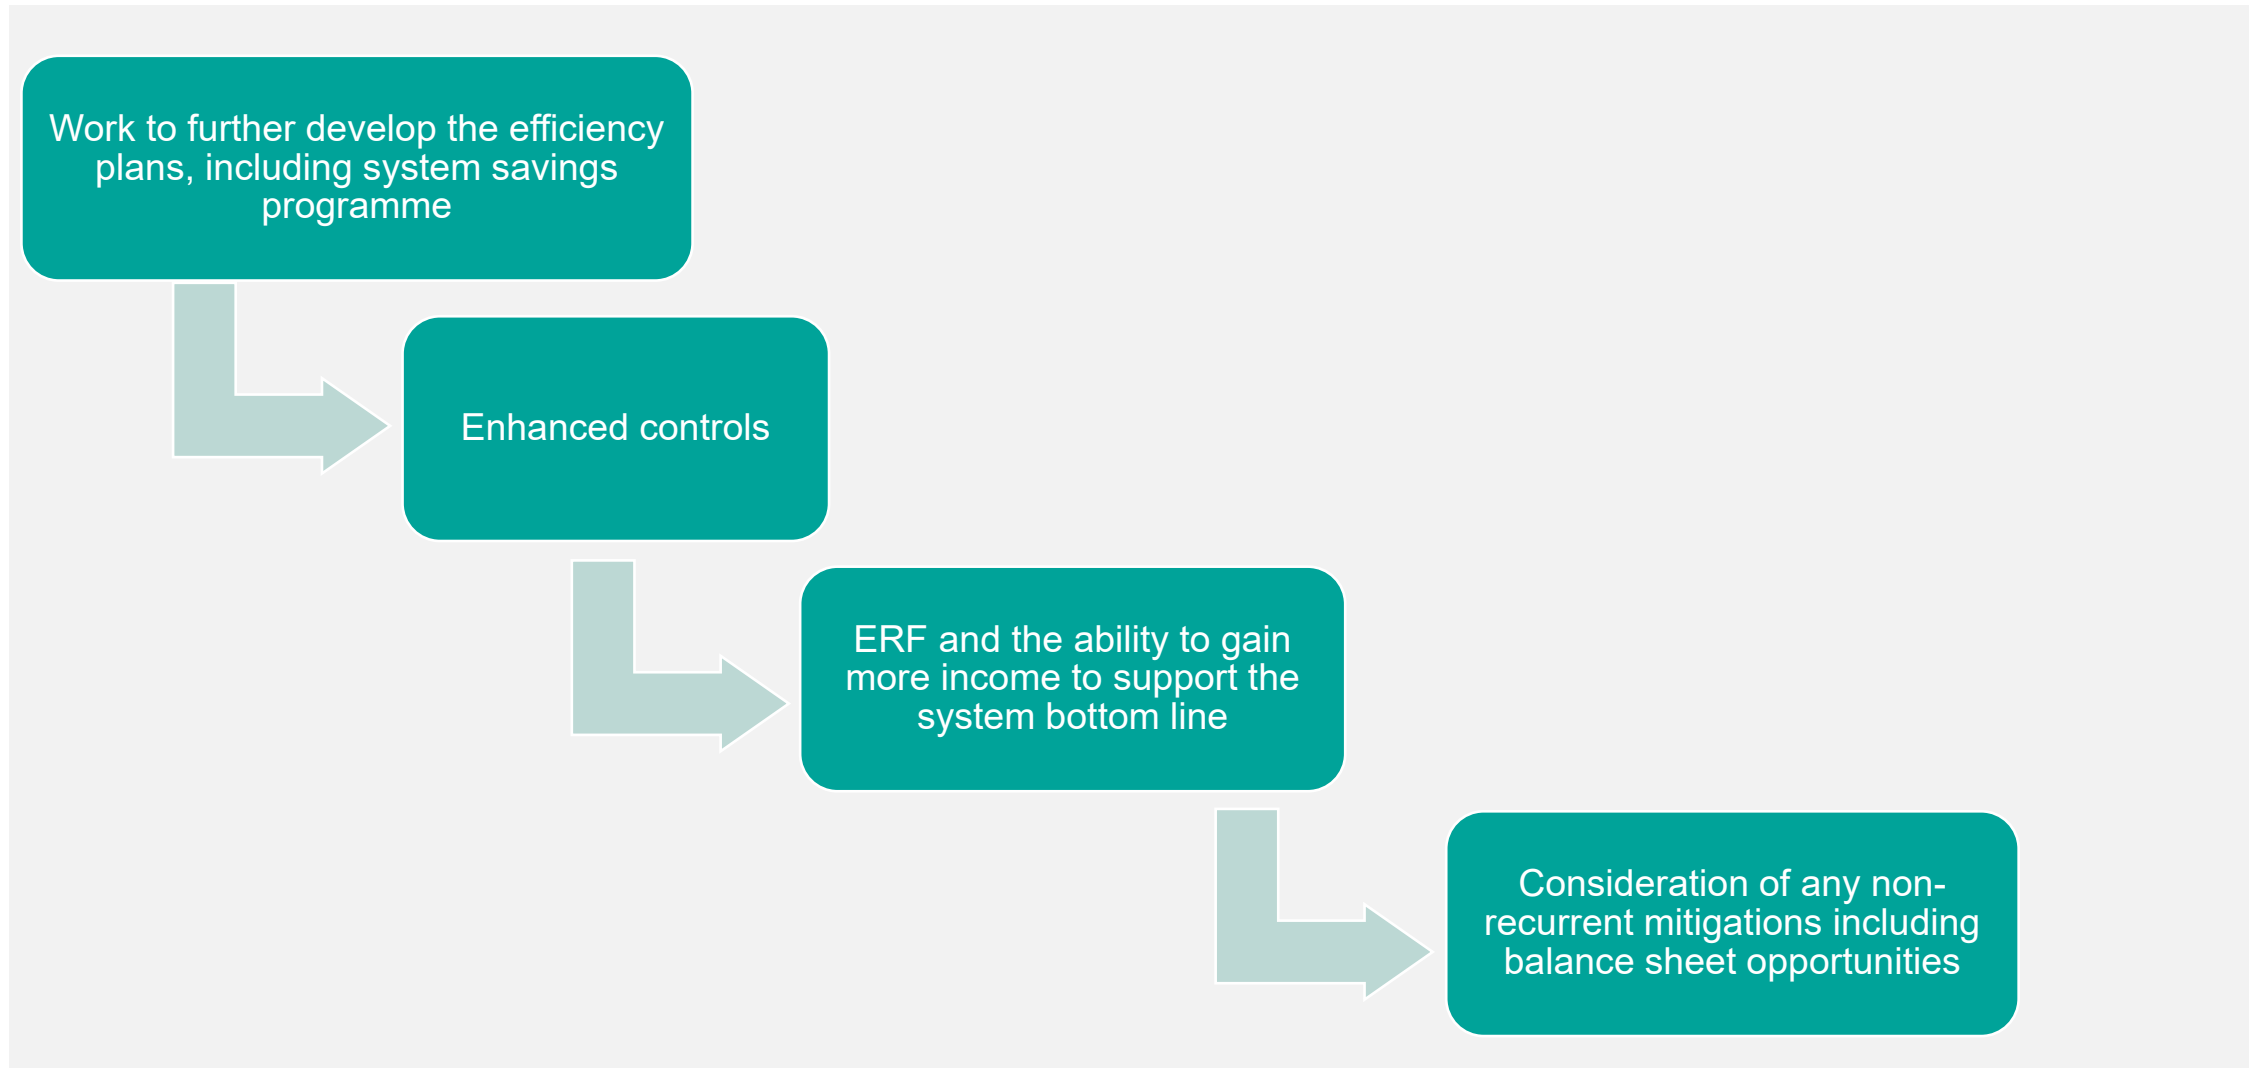 Work to further develop the efficiency
plans, including system savings
programme
Enhanced controls
ERF and the ability to gain
more income to support the
system bottom line
Consideration of any non-
recurrent mitigations including
balance sheet opportunities